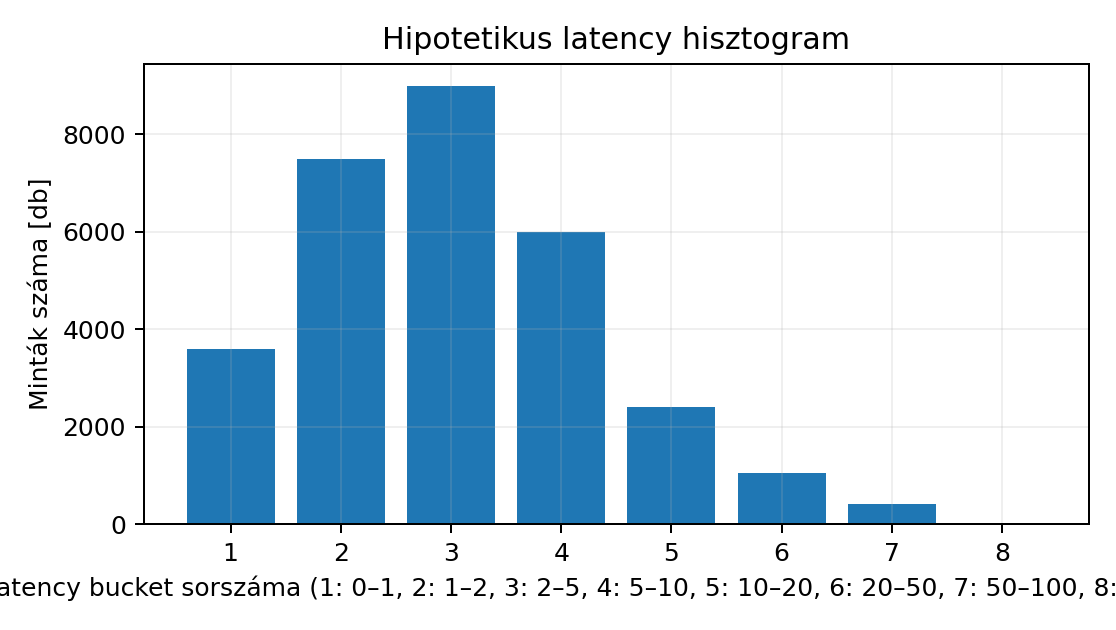 Hipotetikus latency hisztogram
Minták száma [db]
8000
6000
4000
2000
0
1 2 3 4 5 6 7 8
atency bucket sorszáma (1: 0–1, 2: 1–2, 3: 2–5, 4: 5–10, 5: 10–20, 6: 20–50, 7: 50–100, 8: